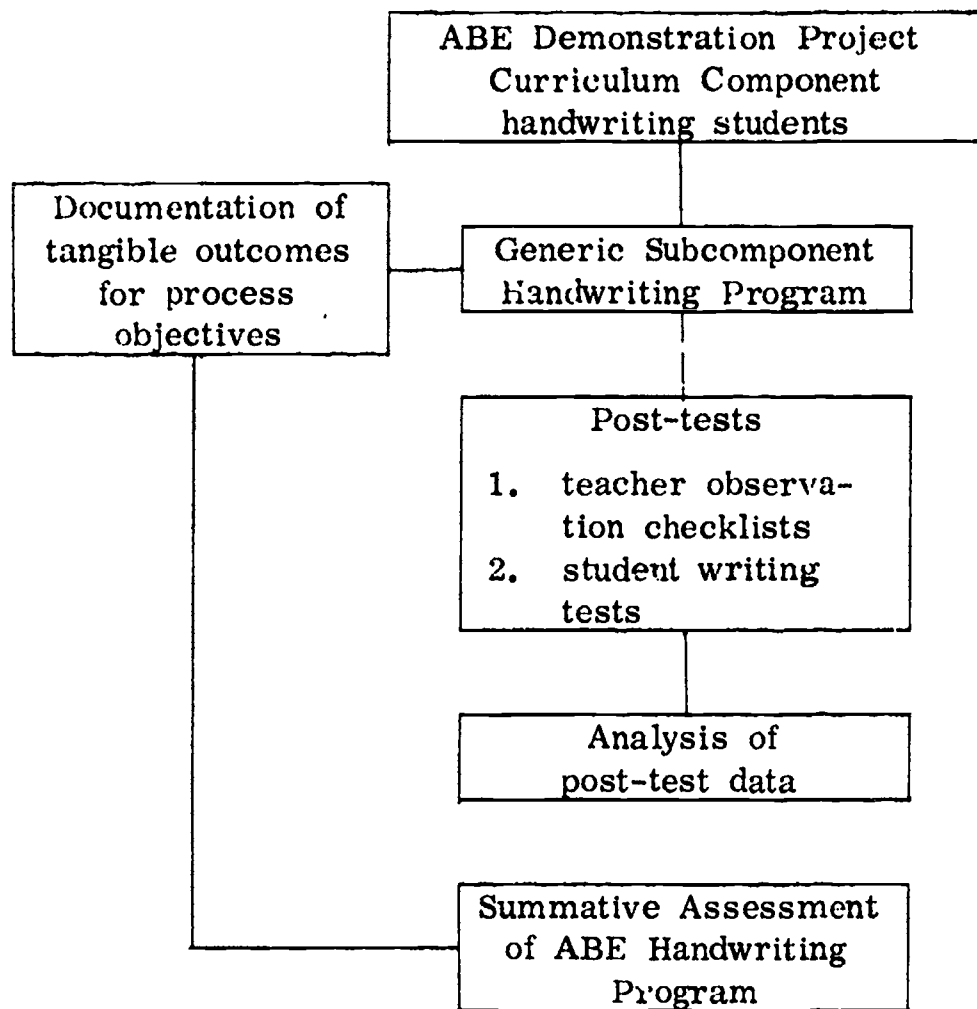 ABE Demonstration Project
Curriculum Component
handwriting students
Documentation of
tangible outcomes
for process
objectives
Generic Subcomponent
Handwriting Program
Post-tests
1. teacher observa-
tion checklists
2. student writing
tests
Analysis of
post-test data
Summative Assessment
of ABE Handwriting
Program